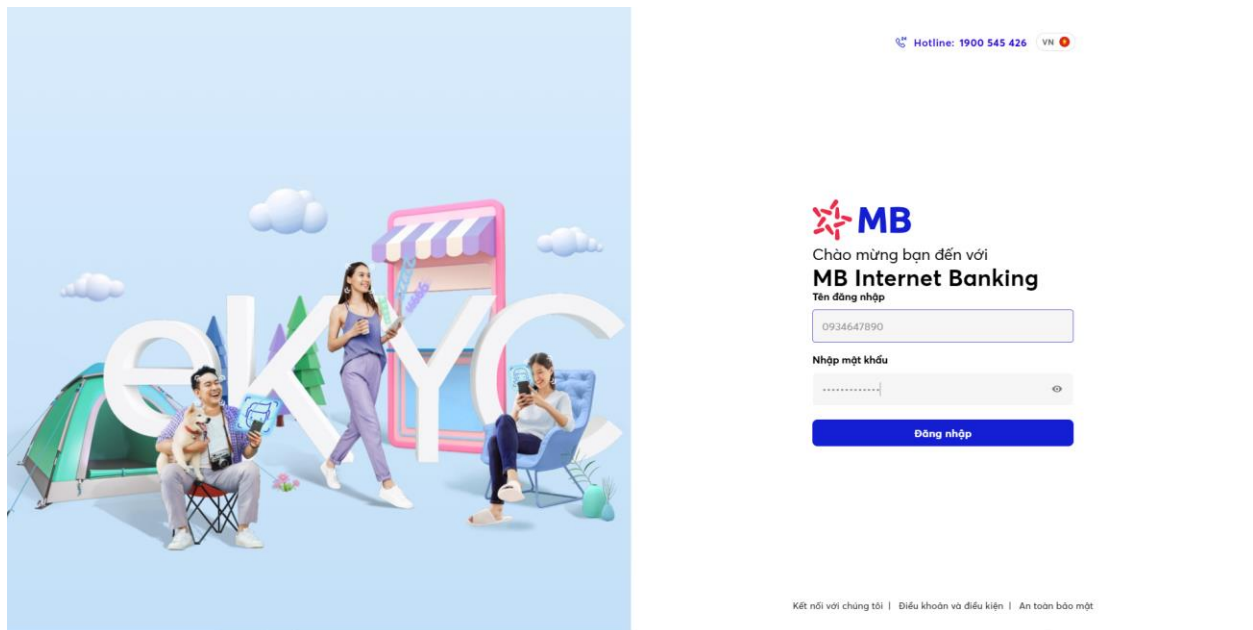 Hotline: 1900 545 426 VN
MB
Chào mừng bạn đến với
MB Internet Banking
Tên đăng nhập
0934647890
Nhập mật khẩu
Đăng nhập
eKYC
Kết nối với chúng tôi | Điều khoản và điều kiện | An toàn bảo mật